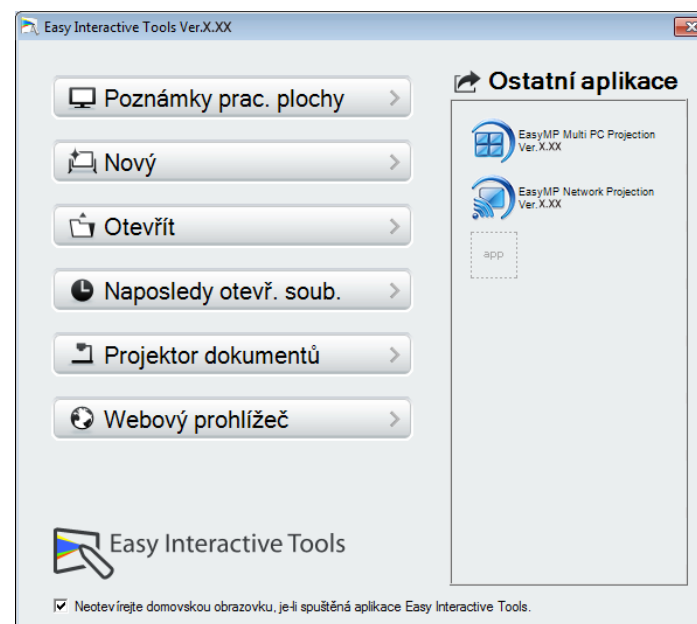 Easy Interactive Tools Ver.X.XX
Poznámky prac. plochy
Nový
Otevřít
Naposledy otevř. soub.
Projektor dokumentů
Webový prohlížeč
Ostatní aplikace
EasyMP Multi PC Projection
Ver.X.XX
EasyMP Network Projection
Ver.X.XX
app
Easy Interactive Tools
Neotevírejte domovskou obrazovku, je-li spuštěná aplikace Easy Interactive Tools.